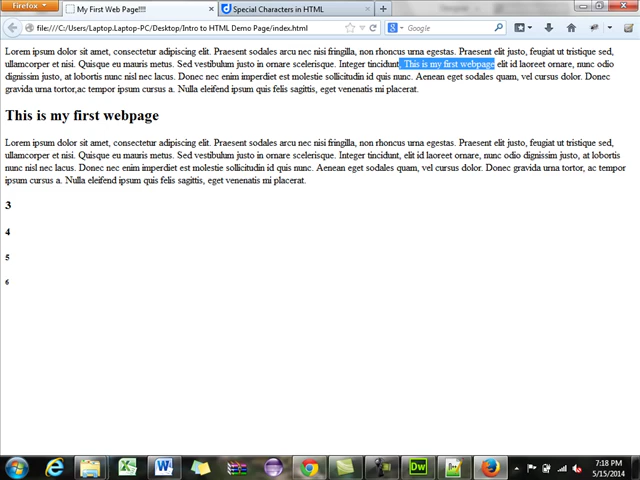 Firefox
My First Web Page!!!!
Special Characters in HTML
file:///C:/Users/Laptop.Laptop-PC/Desktop/Intro to HTML Demo Page/index.html
Google
Lorem ipsum dolor sit amet, consectetur adipiscing elit. Praesent sodales arcu nec nisi fringilla, non rhoncus urna egestas. Praesent elit justo, feugiat ut tristique sed,
ullamcorper et nisi. Quisque eu mauris metus. Sed vestibulum justo in ornare scelerisque. Integer tincidunt, This is my first webpage elit id laoreet ornare, nunc odio
dignissim justo, at lobortis nunc nisl nec lacus. Donec nec enim imperdiet est molestie sollicitudin id quis nunc. Aenean eget sodales quam, vel cursus dolor. Donec
gravida urna tortor,ac tempor ipsum cursus a. Nulla eleifend ipsum quis felis sagittis, eget venenatis mi placerat.
This is my first webpage
Lorem ipsum dolor sit amet, consectetur adipiscing elit. Praesent sodales arcu nec nisi fringilla, non rhoncus urna egestas. Praesent elit justo, feugiat ut tristique sed,
ullamcorper et nisi. Quisque eu mauris metus. Sed vestibulum justo in ornare scelerisque. Integer tincidunt, elit id laoreet ornare, nunc odio dignissim justo, at lobortis
nunc nisl nec lacus. Donec nec enim imperdiet est molestie sollicitudin id quis nunc. Aenean eget sodales quam, vel cursus dolor. Donec gravida urna tortor, ac tempor
ipsum cursus a. Nulla eleifend ipsum quis felis sagittis, eget venenatis mi placerat.
3
4
5
6
Dw
7:18 PM
5/15/2014